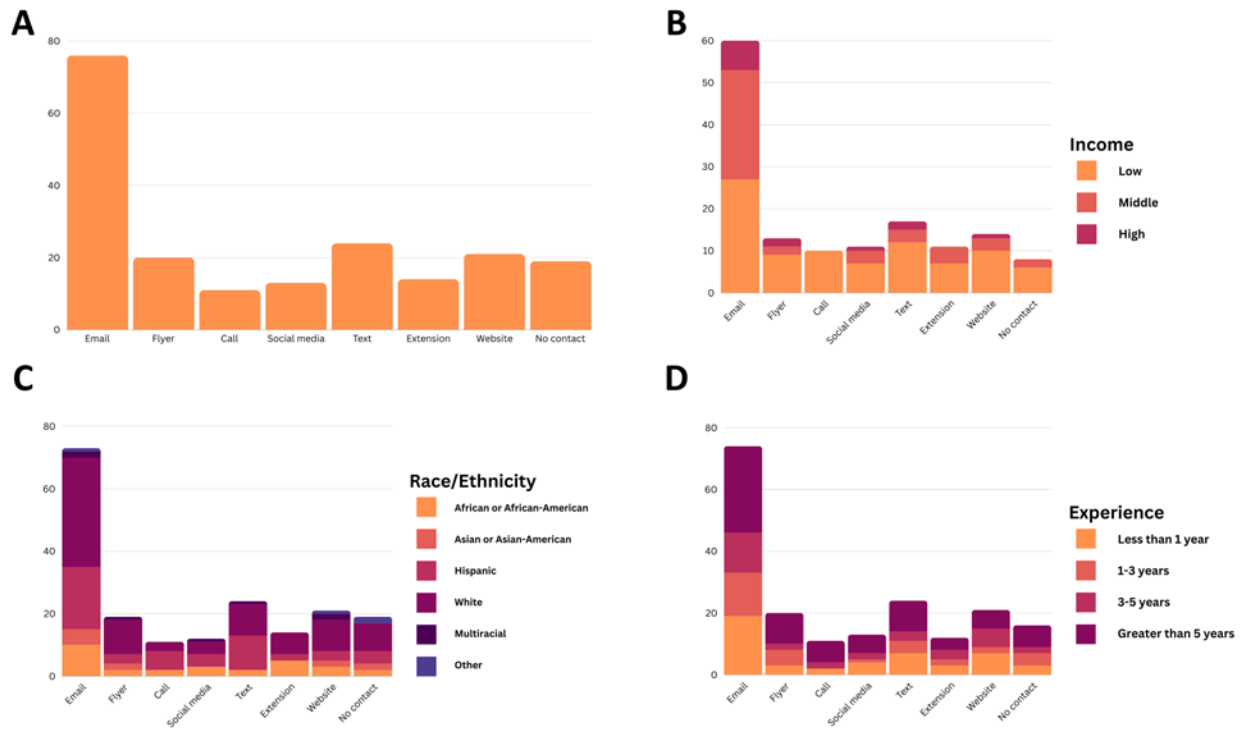 A
80
60
40
20
0
Email Flyer Call Social media Text Extension Website No contact
B
60
50
40
30
20
10
0
Email Flyer Call Social media Text Extension Website No contact
Income
Low
Middle
High
C
80
60
40
20
0
Email Flyer Call Social media Text Extension Website No contact
Race/Ethnicity
African or African-American
Asian or Asian-American
Hispanic
White
Multiracial
Other
D
80
60
40
20
0
Email Flyer Call Social media Text Extension Website No contact
Experience
Less than 1 year
1-3 years
3-5 years
Greater than 5 years